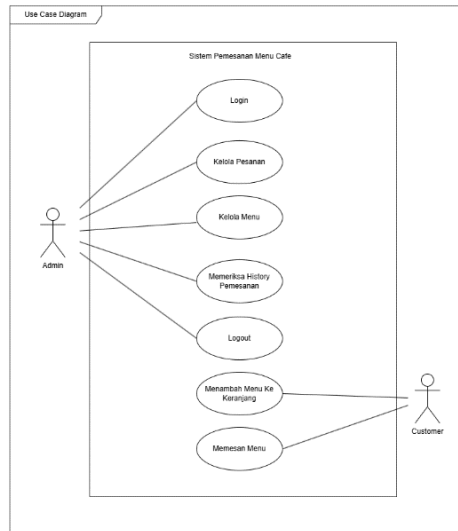 Use Case Diagram
Sistem Pemesanan Menu Cafe
Login
Kelola Pesanan
Kelola Menu
Admin
Memeriksa History
Pemesanan
Logout
Menambah Menu Ke
Keranjang
Customer
Memesan Menu